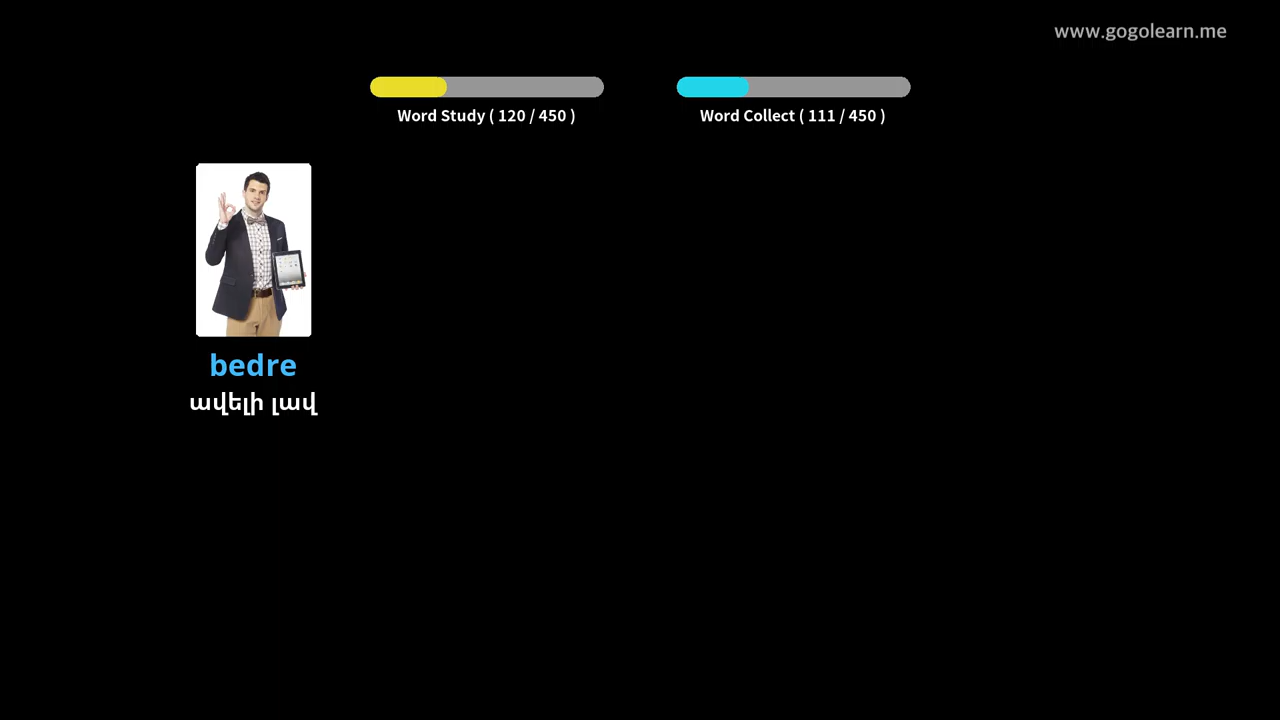 www.gogolearn.me
Word Study ( 120 / 450 )
Word Collect ( 111 / 450 )
bedre
ավելի լավ